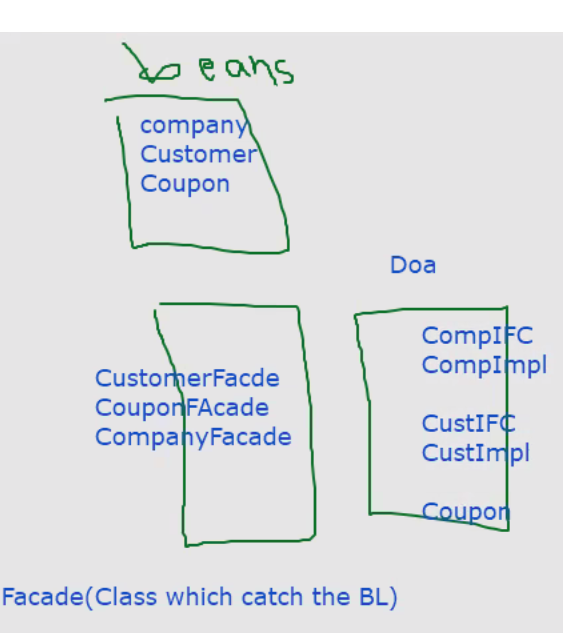 beans
company
Customer
Coupon
Doa
CompIFC
CompImpl
CustIFC
CustImpl
Coupon
CustomerFacde
CouponFAcade
CompanyFacade
Facade(Class which catch the BL)